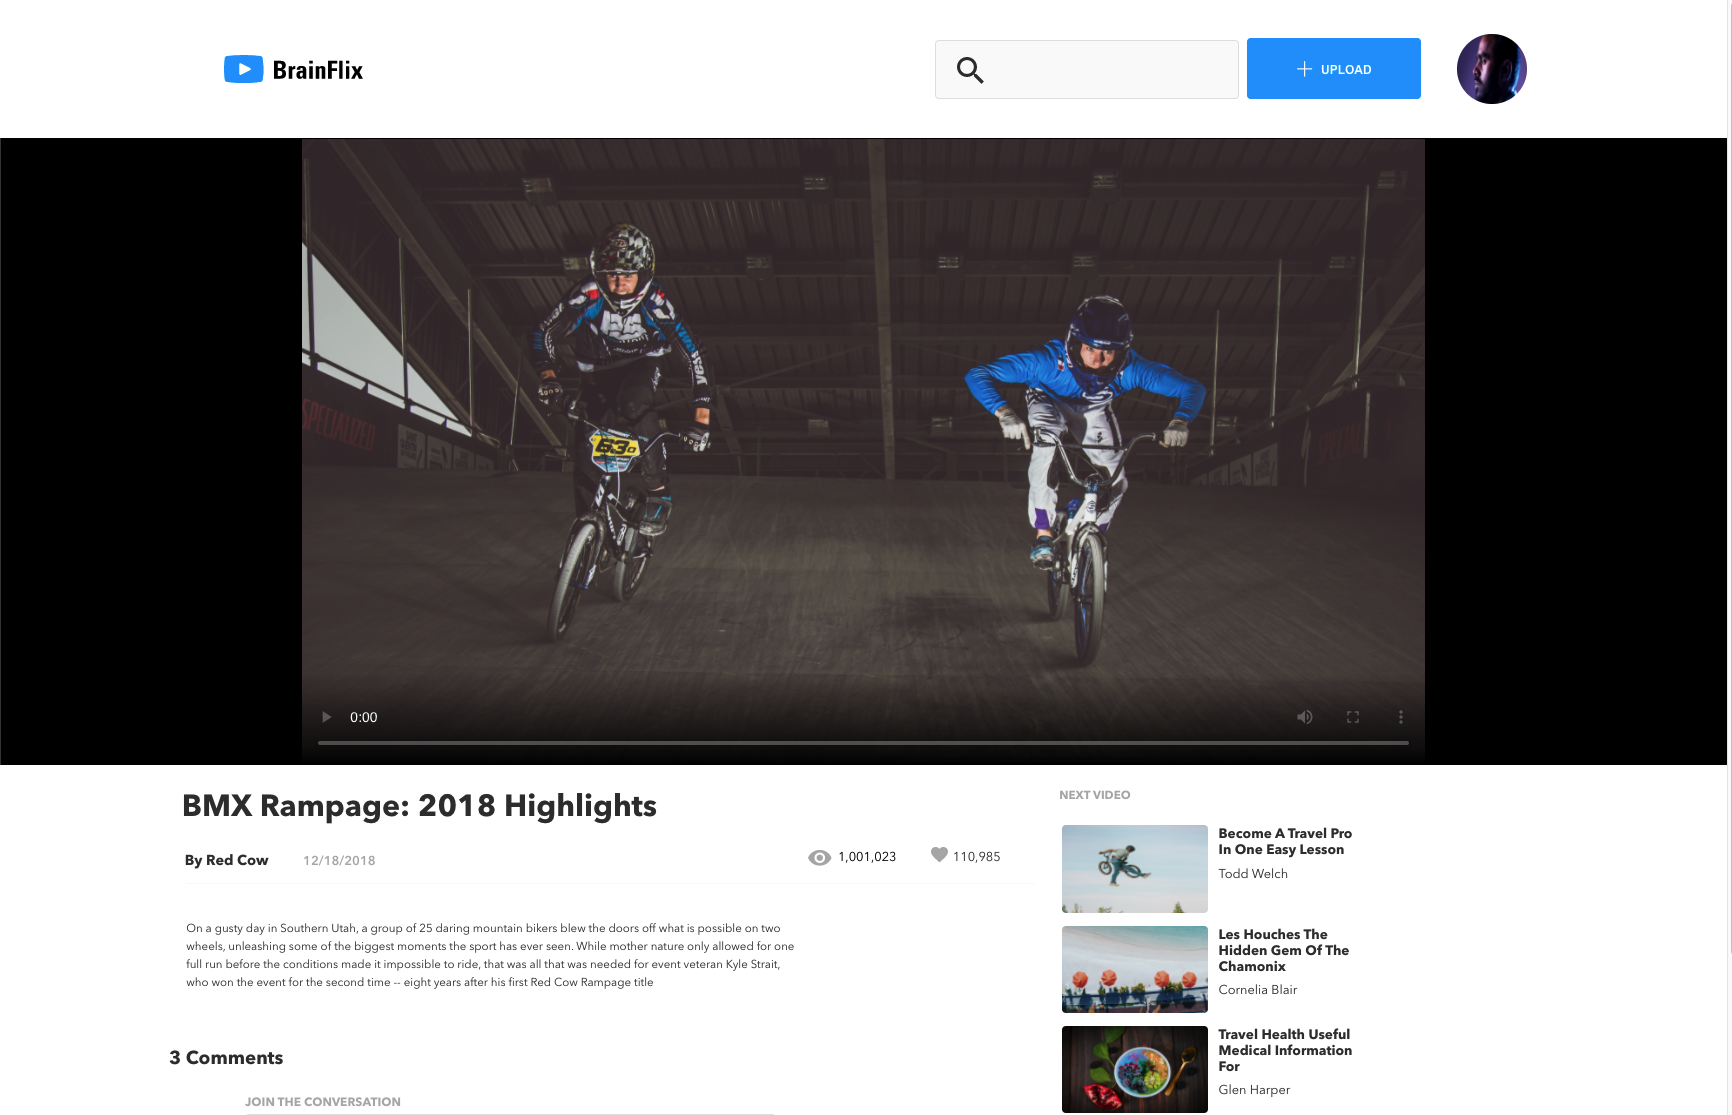 BrainFlix
UPLOAD
SPECIALIZED
530
0:00
BMX Rampage: 2018 Highlights
By Red Cow
12/18/2018
1,001,023
110,985
On a gusty day in Southern Utah, a group of 25 daring mountain bikers blew the doors off what is possible on two
wheels, unleashing some of the biggest moments the sport has ever seen. While mother nature only allowed for one
full run before the conditions made it impossible to ride, that was all that was needed for event veteran Kyle Strait,
who won the event for the second time -- eight years after his first Red Cow Rampage title
3 Comments
JOIN THE CONVERSATION
NEXT VIDEO
Become A Travel Pro
In One Easy Lesson
Todd Welch
Les Houches The
Hidden Gem Of The
Chamonix
Cornelia Blair
Travel Health Useful
Medical Information
For
Glen Harper